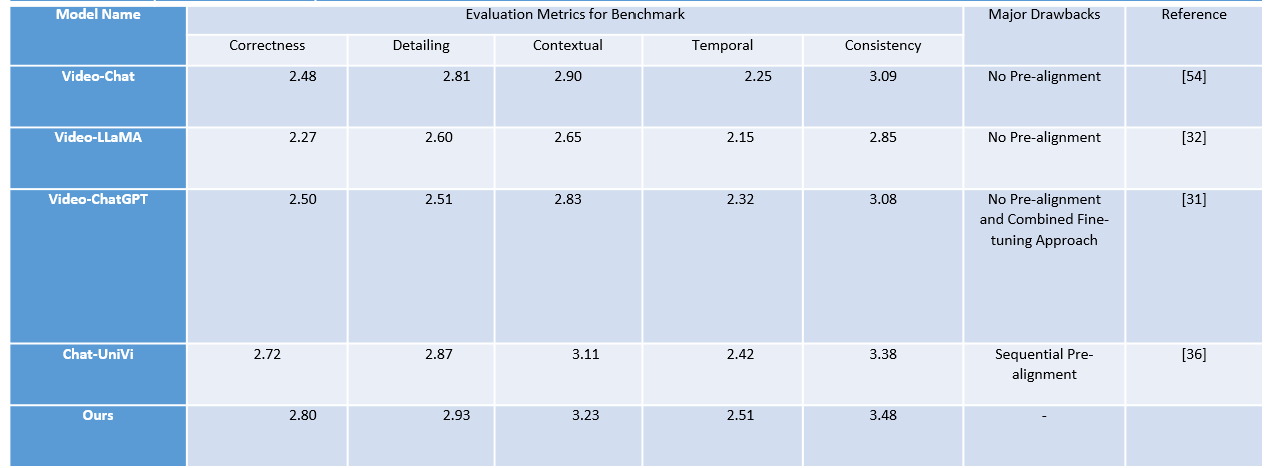 Model Name Evaluation Metrics for Benchmark Major Drawbacks Reference
Correctness Detailing Contextual Temporal Consistency
Video-Chat 2.48 2.81 2.90 2.25 3.09 No Pre-alignment [54]
Video-LLaMA 2.27 2.60 2.65 2.15 2.85 No Pre-alignment [32]
Video-ChatGPT 2.50 2.51 2.83 2.32 3.08 No Pre-alignment [31]
and Combined Fine-
tuning Approach
Chat-UniVi 2.72 2.87 3.11 2.42 3.38 Sequential Pre- [36]
alignment
Ours 2.80 2.93 3.23 2.51 3.48 -